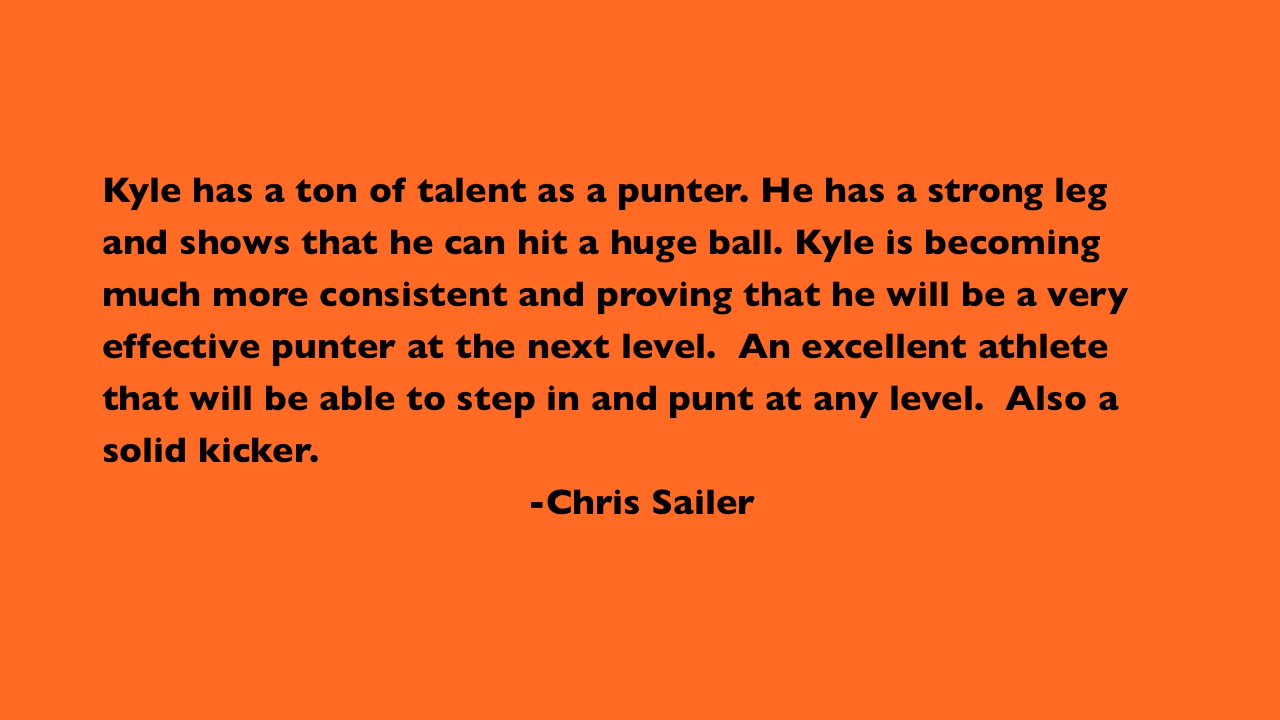 Kyle has a ton of talent as a punter. He has a strong leg
and shows that he can hit a huge ball. Kyle is becoming
much more consistent and proving that he will be a very
effective punter at the next level.  An excellent athlete
that will be able to step in and punt at any level.  Also a
solid kicker.
-Chris Sailer